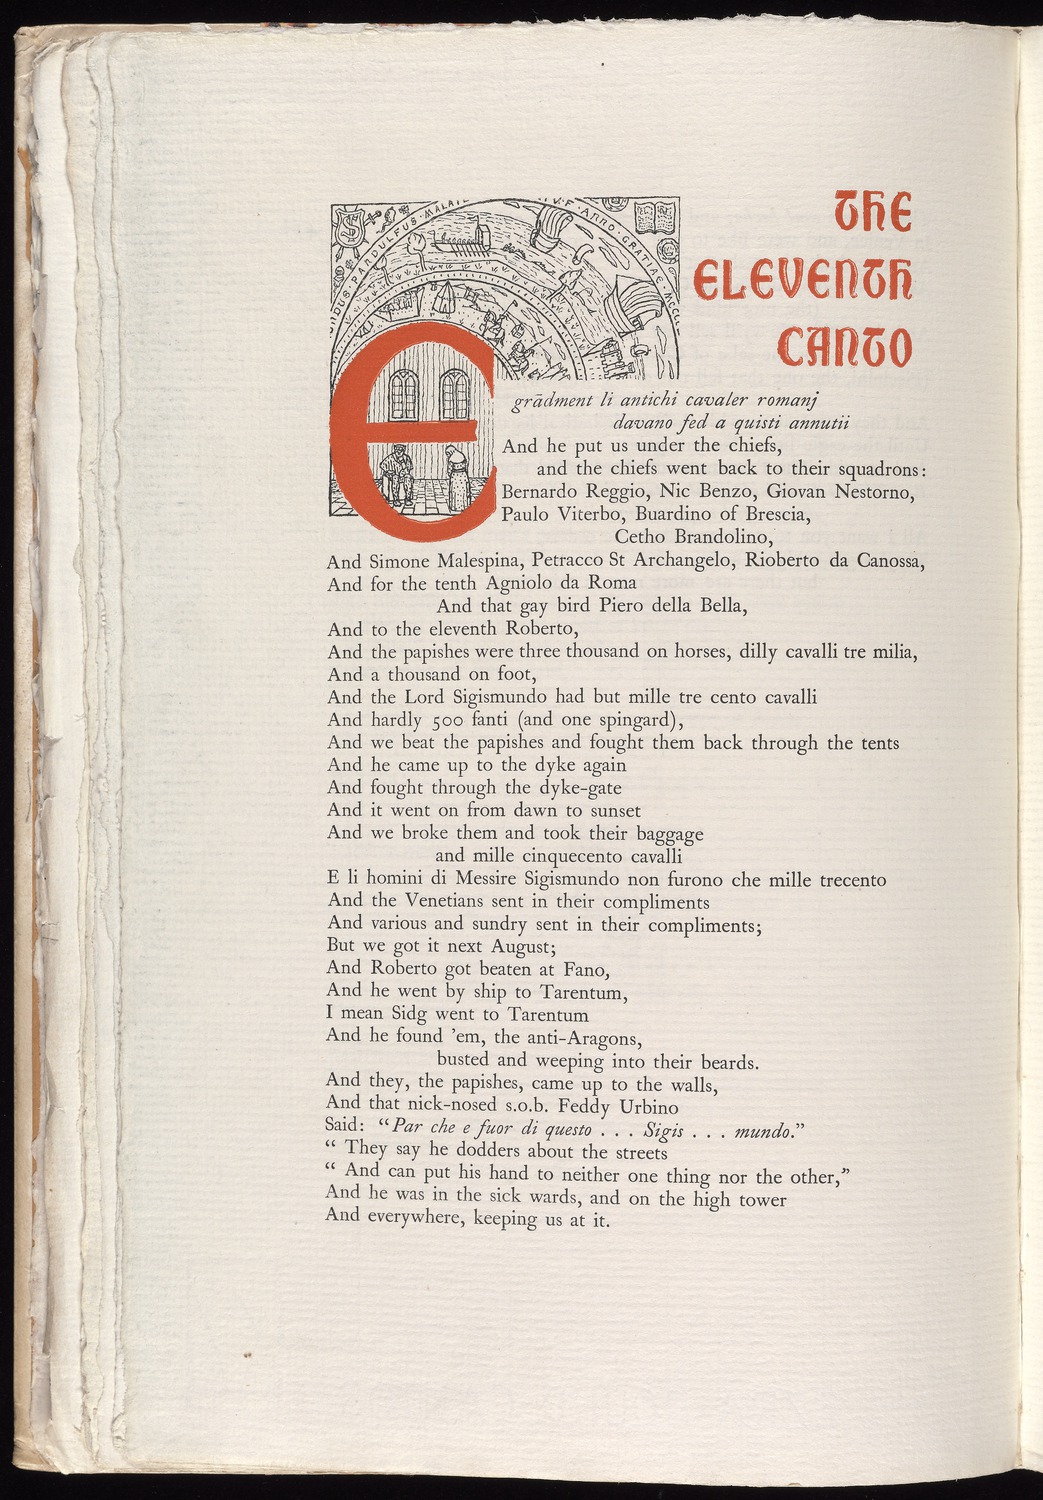 THE
ELEVENTH
CANTO
NDUS·PANDULFUS·MALAT
V·F·ANNO·GRATIAE·MCCCC
E
grādment li antichi cavaler romanj
davano fed a quisti annutii
And he put us under the chiefs,
and the chiefs went back to their squadrons:
Bernardo Reggio, Nic Benzo, Giovan Nestorno,
Paulo Viterbo, Buardino of Brescia,
Cetho Brandolino,
And Simone Malespina, Petracco St Archangelo, Rioberto da Canossa,
And for the tenth Agniolo da Roma
And that gay bird Piero della Bella,
And to the eleventh Roberto,
And the papishes were three thousand on horses, dilly cavalli tre milia,
And a thousand on foot,
And the Lord Sigismundo had but mille tre cento cavalli
And hardly 500 fanti (and one spingard),
And we beat the papishes and fought them back through the tents
And he came up to the dyke again
And fought through the dyke-gate
And it went on from dawn to sunset
And we broke them and took their baggage
and mille cinquecento cavalli
E li homini di Messire Sigismundo non furono che mille trecento
And the Venetians sent in their compliments
And various and sundry sent in their compliments;
But we got it next August;
And Roberto got beaten at Fano,
And he went by ship to Tarentum,
I mean Sidg went to Tarentum
And he found ’em, the anti-Aragons,
busted and weeping into their beards.
And they, the papishes, came up to the walls,
And that nick-nosed s.o.b. Feddy Urbino
Said: “Par che e fuor di questo . . . Sigis . . . mundo.”
“ They say he dodders about the streets
“ And can put his hand to neither one thing nor the other,”
And he was in the sick wards, and on the high tower
And everywhere, keeping us at it.